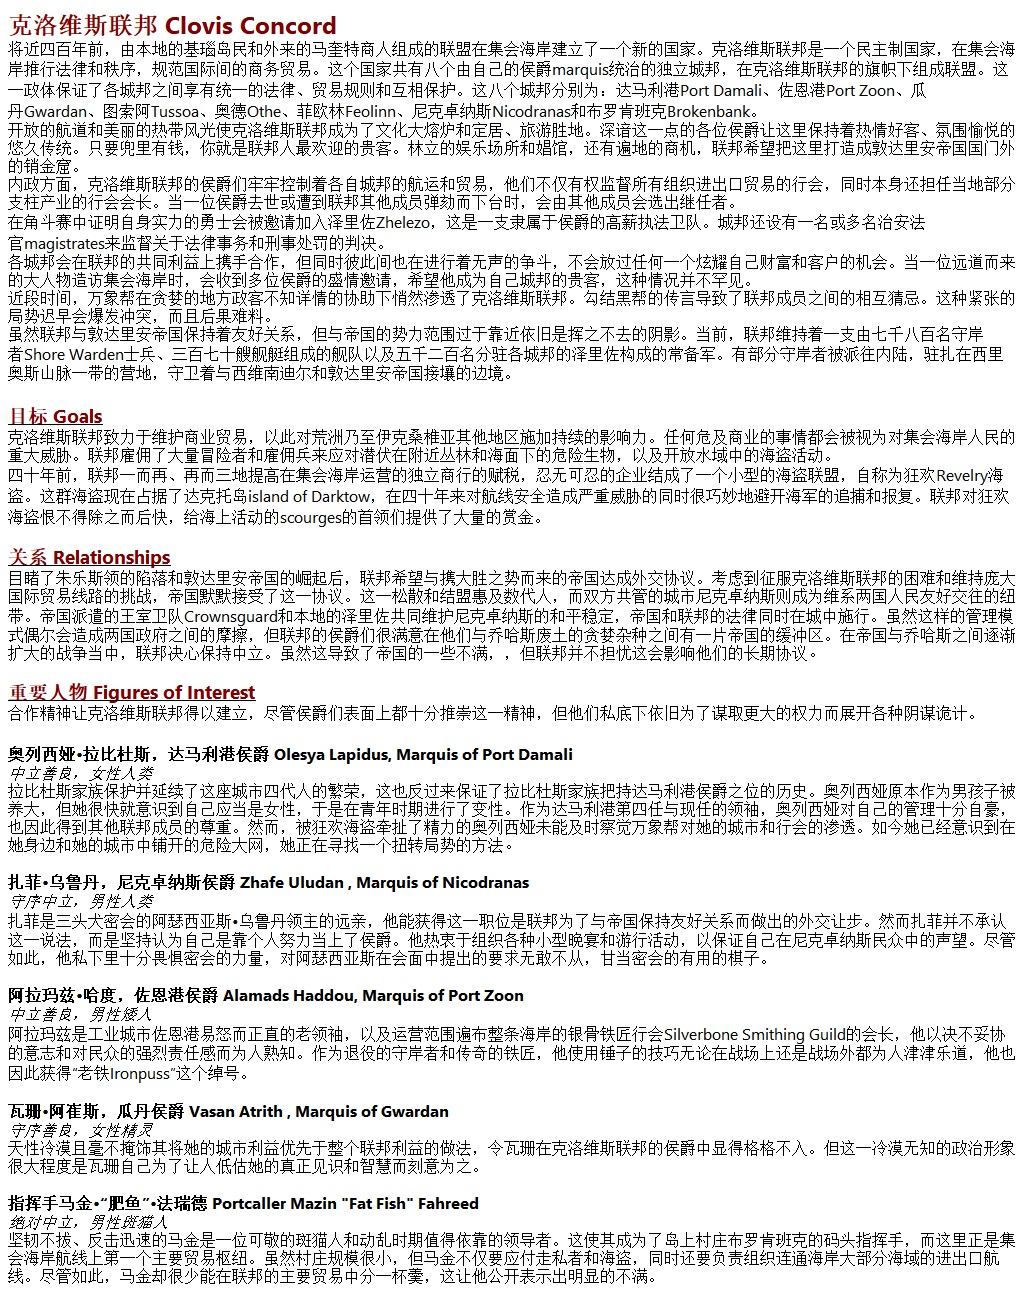 克洛维斯联邦 Clovis Concord
将近四百年前，由本地的基瑙岛民和外来的马奎特商人组成的联盟在集会海岸建立了一个新的国家。克洛维斯联邦是一个民主制国家，在集会海
岸推行法律和秩序，规范国际间的商务贸易。这个国家共有八个由自己的侯爵marquis统治的独立城邦，在克洛维斯联邦的旗帜下组成联盟。这
一政体保证了各城邦之间享有统一的法律、贸易规则和互相保护。这八个城邦分别为：达马利港Port Damali、佐恩港Port Zoon、瓜
丹Gwardan、图索阿Tussoa、奥德Othe、菲欧林Feolinn、尼克卓纳斯Nicodranas和布罗肯班克Brokenbank。
开放的航道和美丽的热带风光使克洛维斯联邦成为了文化大熔炉和定居、旅游胜地。深谙这一点的各位侯爵让这里保持着热情好客、氛围愉悦的
悠久传统。只要兜里有钱，你就是联邦人最欢迎的贵客。林立的娱乐场所和娼馆，还有遍地的商机，联邦希望把这里打造成敦达里安帝国国门外
的销金窟。
内政方面，克洛维斯联邦的侯爵们牢牢控制着各自城邦的航运和贸易，他们不仅有权监督所有组织进出口贸易的行会，同时本身还担任当地部分
支柱产业的行会会长。当一位侯爵去世或遭到联邦其他成员弹劾而下台时，会由其他成员会选出继任者。
在角斗赛中证明自身实力的勇士会被邀请加入泽里佐Zhelezo，这是一支隶属于侯爵的高薪执法卫队。城邦还设有一名或多名治安法
官magistrates来监督关于法律事务和刑事处罚的判决。
各城邦会在联邦的共同利益上携手合作，但同时彼此间也在进行着无声的争斗，不会放过任何一个炫耀自己财富和客户的机会。当一位远道而来
的大人物造访集会海岸时，会收到多位侯爵的盛情邀请，希望他成为自己城邦的贵客，这种情况并不罕见。
近段时间，万象帮在贪婪的地方政客不知详情的协助下悄然渗透了克洛维斯联邦。勾结黑帮的传言导致了联邦成员之间的相互猜忌。这种紧张的
局势迟早会爆发冲突，而且后果难料。
虽然联邦与敦达里安帝国保持着友好关系，但与帝国的势力范围过于靠近依旧是挥之不去的阴影。当前，联邦维持着一支由七千八百名守岸
者Shore Warden士兵、三百七十艘舰艇组成的舰队以及五千二百名分驻各城邦的泽里佐构成的常备军。有部分守岸者被派往内陆，驻扎在西里
奥斯山脉一带的营地，守卫着与西维南迪尔和敦达里安帝国接壤的边境。
目标 Goals
克洛维斯联邦致力于维护商业贸易，以此对荒洲乃至伊克桑椎亚其他地区施加持续的影响力。任何危及商业的事情都会被视为对集会海岸人民的
重大威胁。联邦雇佣了大量冒险者和雇佣兵来应对潜伏在附近丛林和海面下的危险生物，以及开放水域中的海盗活动。
四十年前，联邦一而再、再而三地提高在集会海岸运营的独立商行的赋税，忍无可忍的企业结成了一个小型的海盗联盟，自称为狂欢Revelry海
盗。这群海盗现在占据了达克托岛island of Darktow，在四十年来对航线安全造成严重威胁的同时很巧妙地避开海军的追捕和报复。联邦对狂欢
海盗恨不得除之而后快，给海上活动的scourges的首领们提供了大量的赏金。
关系 Relationships
目睹了朱乐斯领的陷落和敦达里安帝国的崛起后，联邦希望与携大胜之势而来的帝国达成外交协议。考虑到征服克洛维斯联邦的困难和维持庞大
国际贸易线路的挑战，帝国默默接受了这一协议。这一松散和结盟惠及数代人，而双方共管的城市尼克卓纳斯则成为维系两国人民友好交往的纽
带。帝国派遣的王室卫队Crownsguard和本地的泽里佐共同维护尼克卓纳斯的和平稳定，帝国和联邦的法律同时在城中施行。虽然这样的管理模
式偶尔会造成两国政府之间的摩擦，但联邦的侯爵们很满意在他们与乔哈斯废土的贪婪杂种之间有一片帝国的缓冲区。在帝国与乔哈斯之间逐渐
扩大的战争当中，联邦决心保持中立。虽然这导致了帝国的一些不满，，但联邦并不担忧这会影响他们的长期协议。
重要人物 Figures of Interest
合作精神让克洛维斯联邦得以建立，尽管侯爵们表面上都十分推崇这一精神，但他们私底下依旧为了谋取更大的权力而展开各种阴谋诡计。
奥列西娅•拉比杜斯，达马利港侯爵 Olesya Lapidus, Marquis of Port Damali
中立善良，女性人类
拉比杜斯家族保护并延续了这座城市四代人的繁荣，这也反过来保证了拉比杜斯家族把持达马利港侯爵之位的历史。奥列西娅原本作为男孩子被
养大，但她很快就意识到自己应当是女性，于是在青年时期进行了变性。作为达马利港第四任与现任的领袖，奥列西娅对自己的管理十分自豪，
也因此得到其他联邦成员的尊重。然而，被狂欢海盗牵扯了精力的奥列西娅未能及时察觉万象帮对她的城市和行会的渗透。如今她已经意识到在
她身边和她的城市中铺开的危险大网，她正在寻找一个扭转局势的方法。
扎菲•乌鲁丹，尼克卓纳斯侯爵 Zhafe Uludan , Marquis of Nicodranas
守序中立，男性人类
扎菲是三头犬密会的阿瑟西亚斯•乌鲁丹领主的远亲，他能获得这一职位是联邦为了与帝国保持友好关系而做出的外交让步。然而扎菲并不承认
这一说法，而是坚持认为自己是靠个人努力当上了侯爵。他热衷于组织各种小型晚宴和游行活动，以保证自己在尼克卓纳斯民众中的声望。尽管
如此，他私下里十分畏惧密会的力量，对阿瑟西亚斯在会面中提出的要求无敢不从，甘当密会的有用的棋子。
阿拉玛兹•哈度，佐恩港侯爵 Alamads Haddou, Marquis of Port Zoon
中立善良，男性矮人
阿拉玛兹是工业城市佐恩港易怒而正直的老领袖，以及运营范围遍布整条海岸的银骨铁匠行会Silverbone Smithing Guild的会长，他以决不妥协
的意志和对民众的强烈责任感而为人熟知。作为退役的守岸者和传奇的铁匠，他使用锤子的技巧无论在战场上还是战场外都为人津津乐道，他也
因此获得“老铁Ironpuss”这个绰号。
瓦珊•阿崔斯，瓜丹侯爵 Vasan Atrith , Marquis of Gwardan
守序善良，女性精灵
天性冷漠且毫不掩饰其将她的城市利益优先于整个联邦利益的做法，令瓦珊在克洛维斯联邦的侯爵中显得格格不入。但这一冷漠无知的政治形象
很大程度是瓦珊自己为了让人低估她的真正见识和智慧而刻意为之。
指挥手马金•“肥鱼”•法瑞德 Portcaller Mazin "Fat Fish" Fahreed
绝对中立，男性斑猫人
坚韧不拔、反击迅速的马金是一位可敬的斑猫人和动乱时期值得依靠的领导者。这使其成为了岛上村庄布罗肯班克的码头指挥手，而这里正是集
会海岸航线上第一个主要贸易枢纽。虽然村庄规模很小，但马金不仅要应付走私者和海盗，同时还要负责组织连通海岸大部分海域的进出口航
线。尽管如此，马金却很少能在联邦的主要贸易中分一杯羹，这让他公开表示出明显的不满。